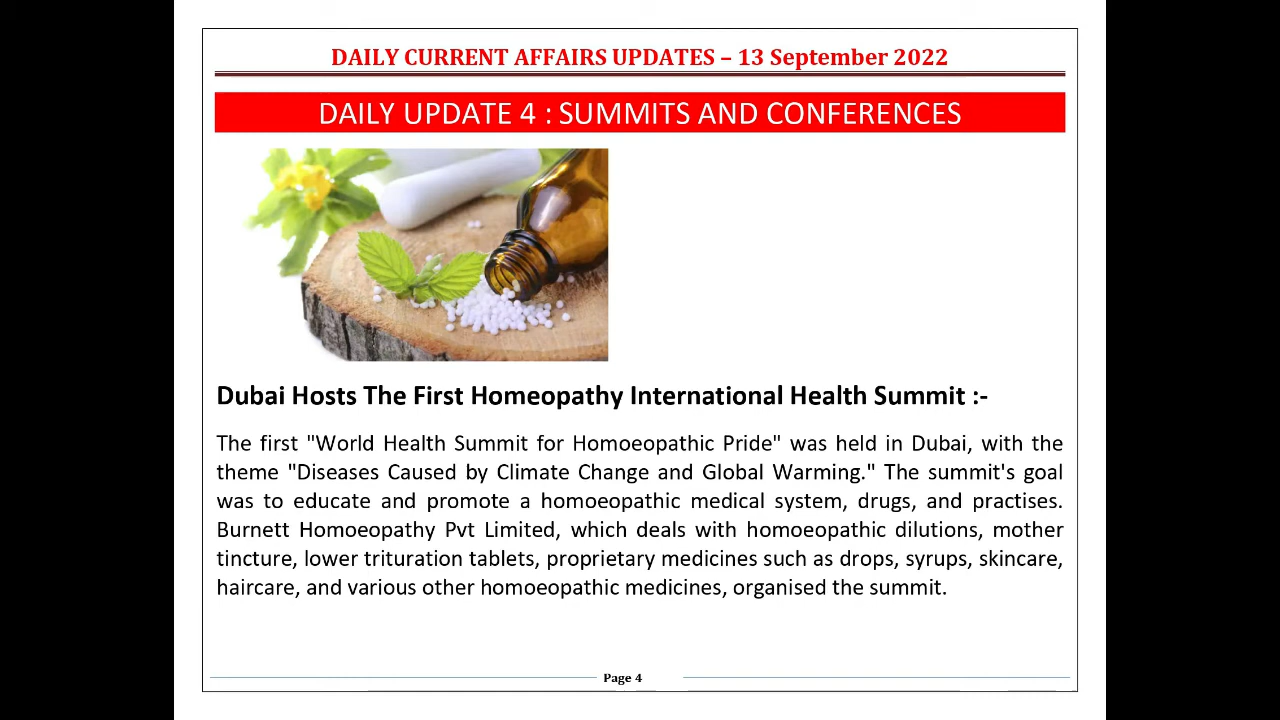 DAILY CURRENT AFFAIRS UPDATES – 13 September 2022
DAILY UPDATE 4 : SUMMITS AND CONFERENCES
Dubai Hosts The First Homeopathy International Health Summit :-
The first "World Health Summit for Homoeopathic Pride" was held in Dubai, with the
theme "Diseases Caused by Climate Change and Global Warming." The summit's goal
was to educate and promote a homoeopathic medical system, drugs, and practises.
Burnett Homoeopathy Pvt Limited, which deals with homoeopathic dilutions, mother
tincture, lower trituration tablets, proprietary medicines such as drops, syrups, skincare,
haircare, and various other homoeopathic medicines, organised the summit.
Page 4